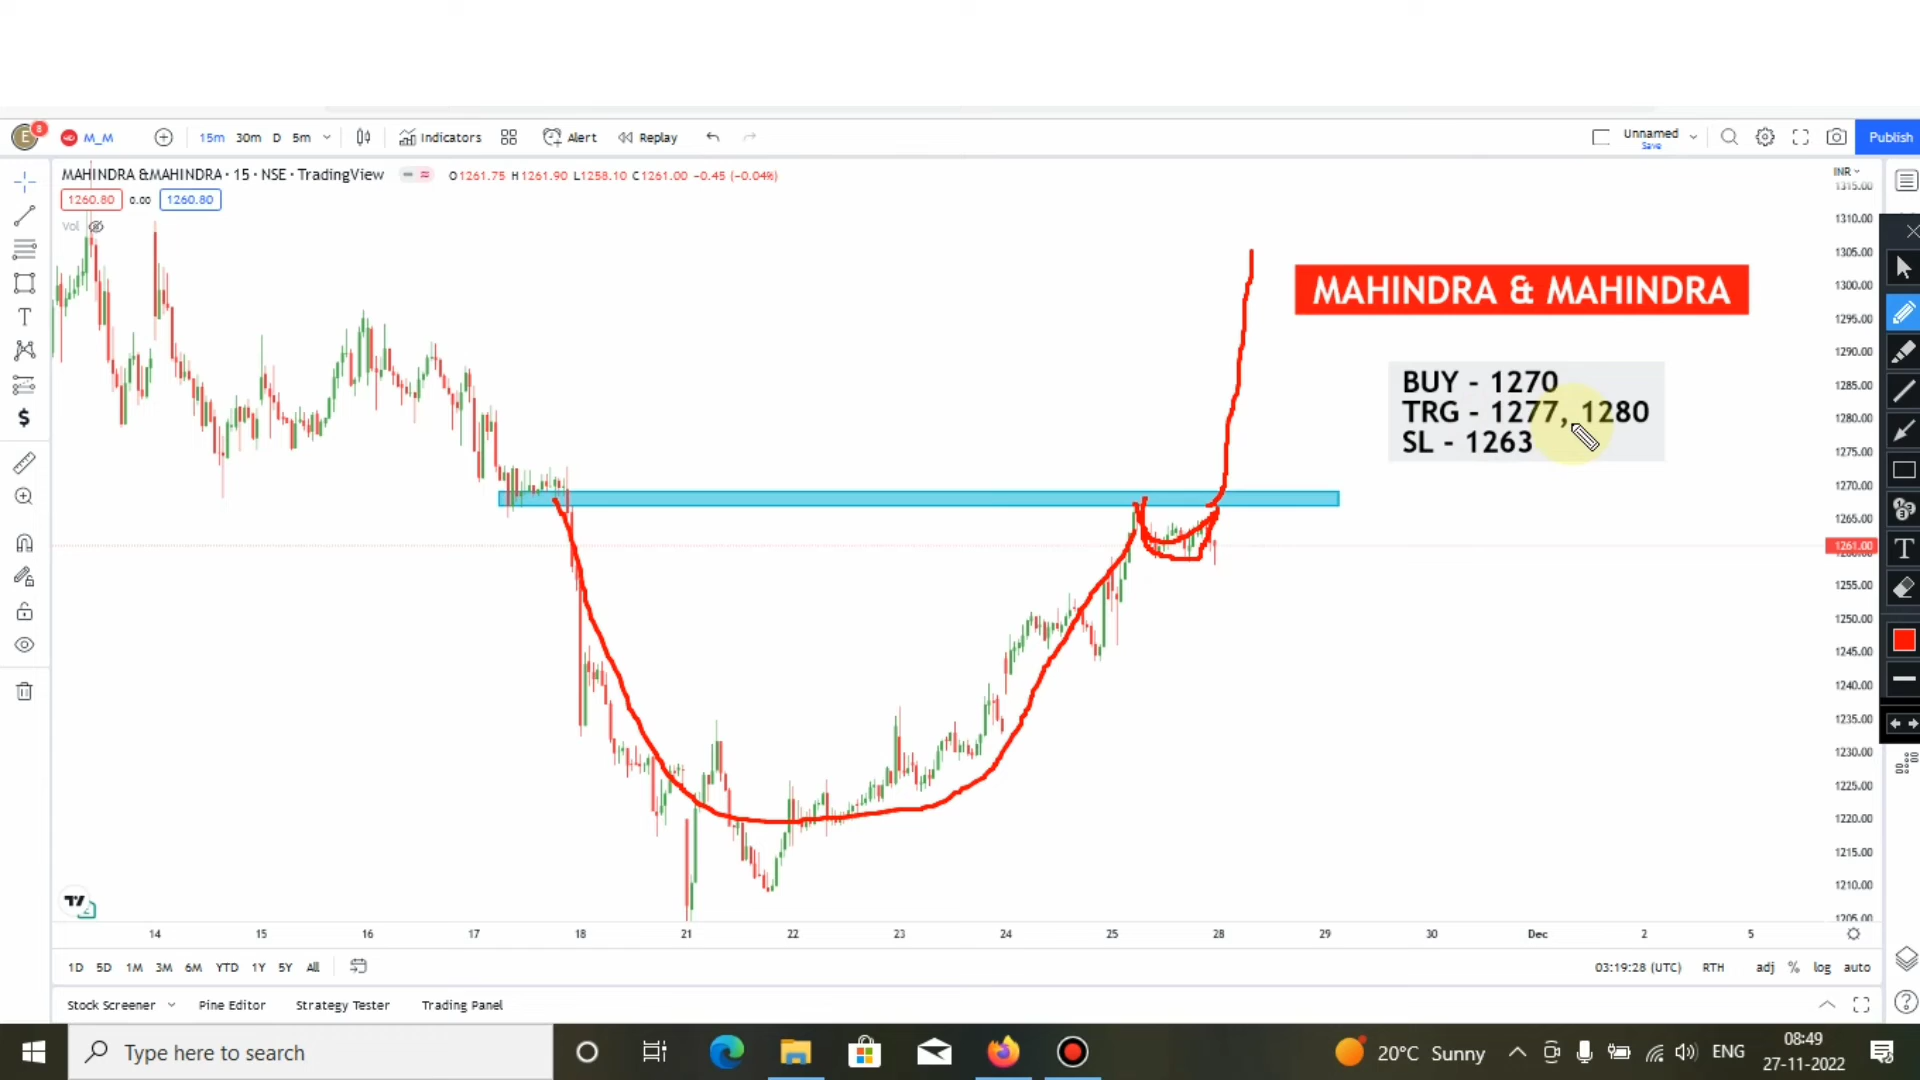 E 8 M_M 15m 30m D 5m Indicators Alert Replay Unnamed Save Publish
MAHINDRA &MAHINDRA · 15 · NSE · TradingView O1261.75 H1261.90 L1258.10 C1261.00 −0.45 (−0.04%) INR
1260.80 0.00 1260.80
Vol
MAHINDRA & MAHINDRA
BUY - 1270
TRG - 1277, 1280
SL - 1263
1315.00
1310.00
1305.00
1300.00
1295.00
1290.00
1285.00
1280.00
1275.00
1270.00
1265.00
1261.00
1255.00
1250.00
1245.00
1240.00
1235.00
1230.00
1225.00
1220.00
1215.00
1210.00
1205.00
14 15 16 17 18 21 22 23 24 25 28 29 30 Dec 2 5
1D 5D 1M 3M 6M YTD 1Y 5Y All 03:19:28 (UTC) RTH adj % log auto
Stock Screener Pine Editor Strategy Tester Trading Panel
Type here to search 20°C Sunny ENG 08:49
27-11-2022